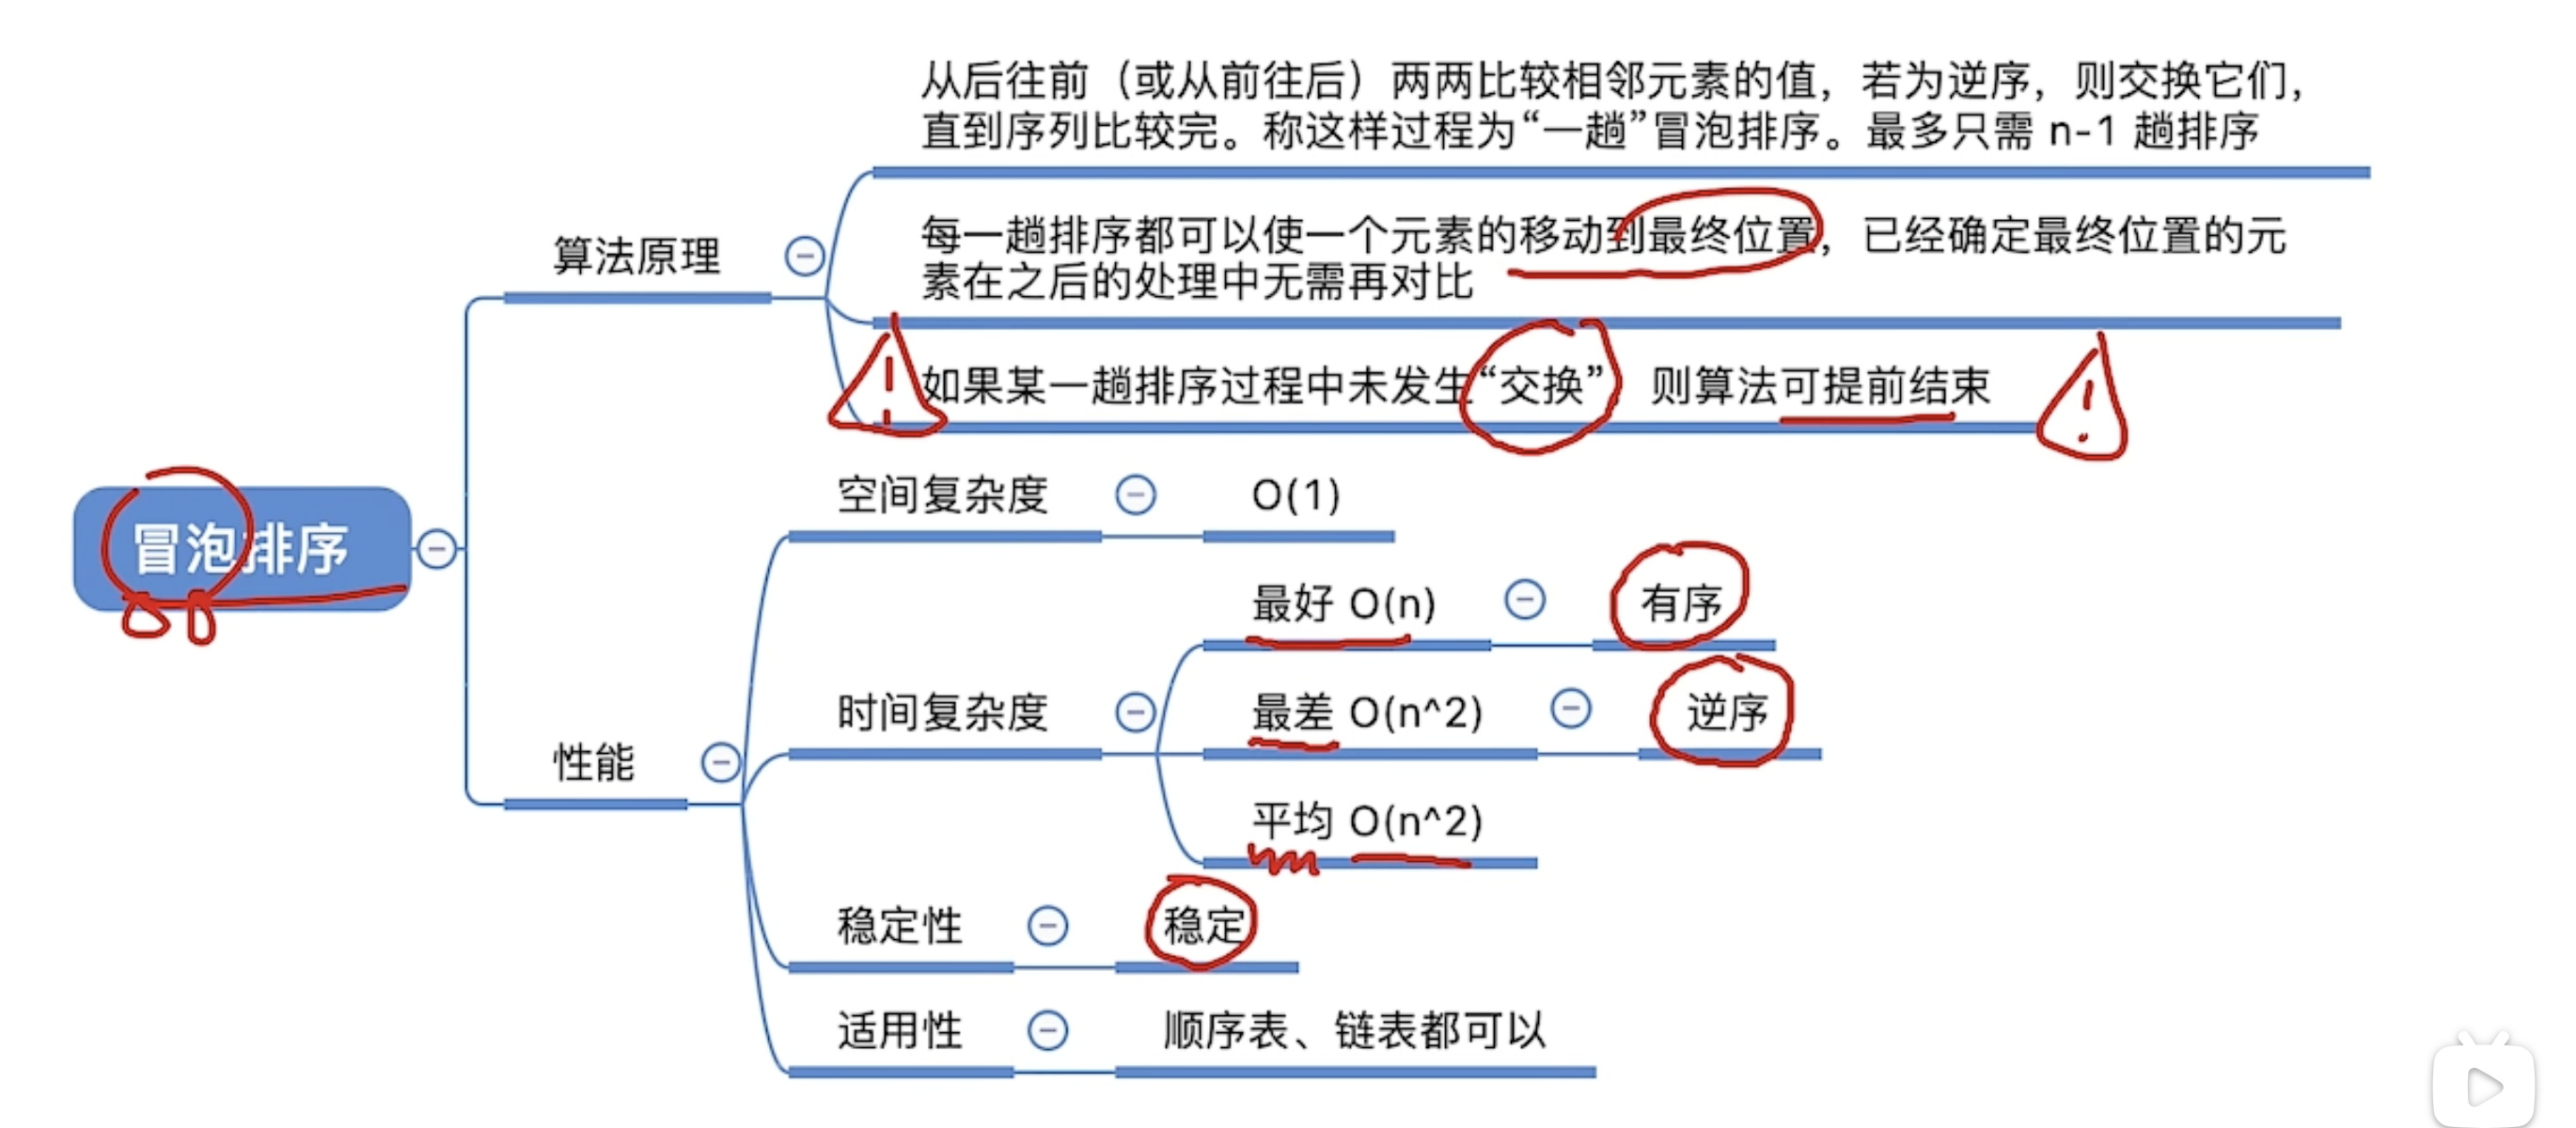 从后往前（或从前往后）两两比较相邻元素的值，若为逆序，则交换它们，
直到序列比较完。称这样过程为“一趟”冒泡排序。最多只需 n-1 趟排序
算法原理
每一趟排序都可以使一个元素的移动到最终位置，已经确定最终位置的元
素在之后的处理中无需再对比
如果某一趟排序过程中未发生“交换” 则算法可提前结束
冒泡排序
空间复杂度 O(1)
最好 O(n) 有序
时间复杂度 最差 O(n^2) 逆序
性能
平均 O(n^2)
稳定性 稳定
适用性 顺序表、链表都可以